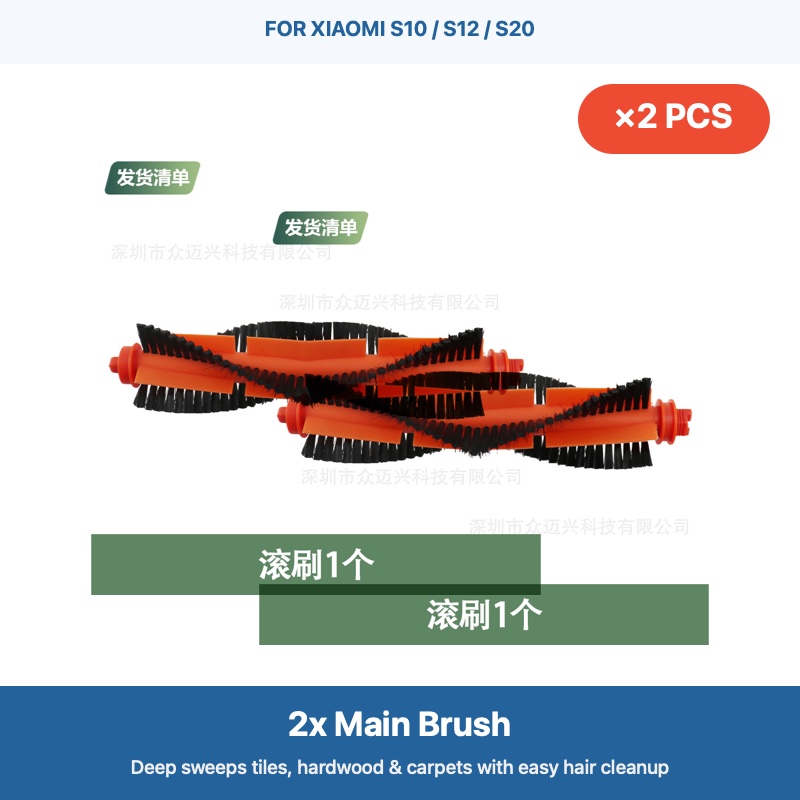 FOR XIAOMI S10 / S12 / S20
×2 PCS
发货清单
发货清单
深圳市众迈兴科技有限公司
深圳市众迈兴科技有限公司
深圳市众迈兴科技有限公司
深圳市众迈兴科技有限公司
滚刷1个
滚刷1个
2x Main Brush
Deep sweeps tiles, hardwood & carpets with easy hair cleanup